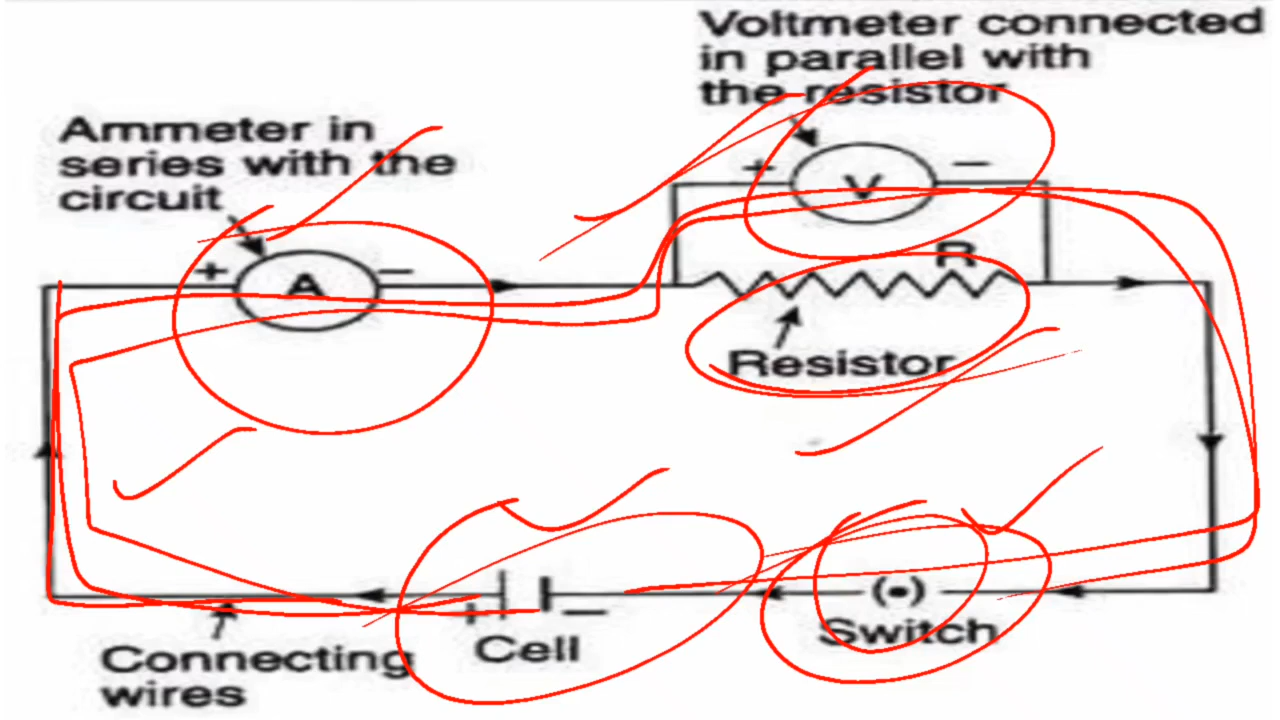 Voltmeter connected
in parallel with
the resistor
Ammeter in
series with the
circuit
+ V −
+ A −
R
Resistor
+ −
(•)
Cell
Switch
Connecting
wires